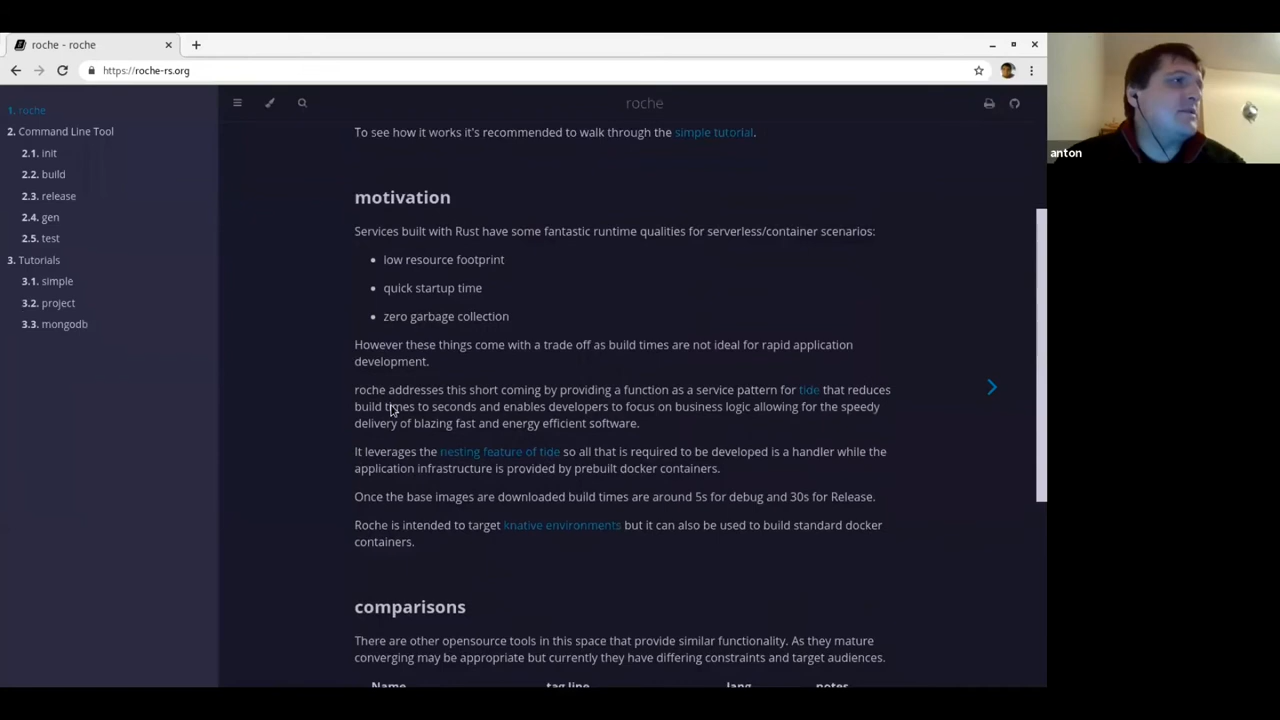 roche - roche
https://roche-rs.org
1. roche
2. Command Line Tool
2.1. init
2.2. build
2.3. release
2.4. gen
2.5. test
3. Tutorials
3.1. simple
3.2. project
3.3. mongodb
roche
To see how it works it's recommended to walk through the simple tutorial.
motivation
Services built with Rust have some fantastic runtime qualities for serverless/container scenarios:
• low resource footprint
• quick startup time
• zero garbage collection
However these things come with a trade off as build times are not ideal for rapid application
development.
roche addresses this short coming by providing a function as a service pattern for tide that reduces
build times to seconds and enables developers to focus on business logic allowing for the speedy
delivery of blazing fast and energy efficient software.
It leverages the nesting feature of tide so all that is required to be developed is a handler while the
application infrastructure is provided by prebuilt docker containers.
Once the base images are downloaded build times are around 5s for debug and 30s for Release.
Roche is intended to target knative environments but it can also be used to build standard docker
containers.
comparisons
There are other opensource tools in this space that provide similar functionality. As they mature
converging may be appropriate but currently they have differing constraints and target audiences.
Name tag line lang notes
anton